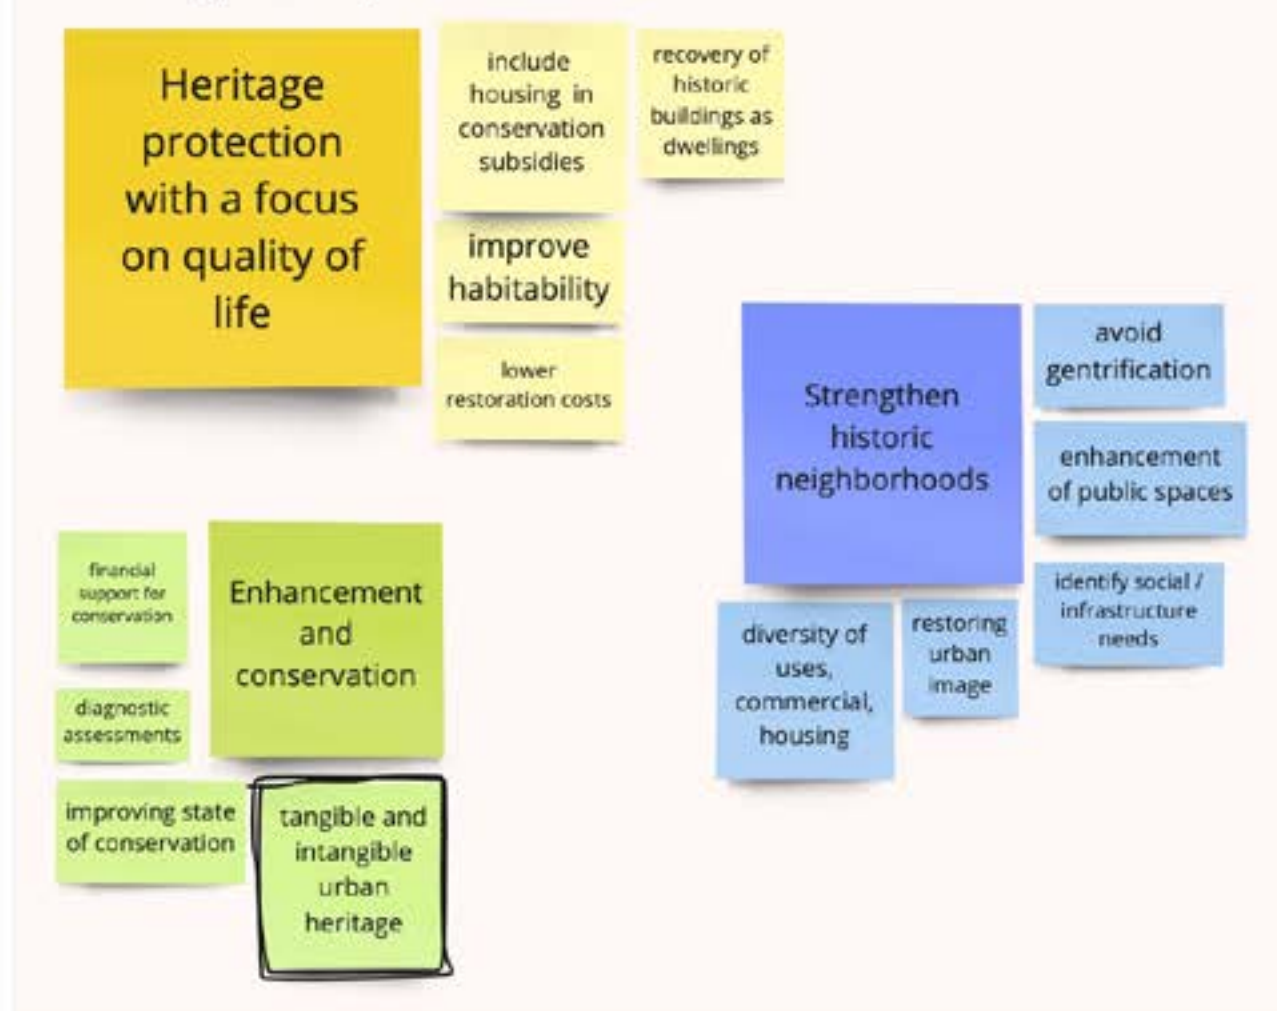 Heritage
protection
with a focus
on quality of
life
include
housing in
conservation
subsidies
recovery of
historic
buildings as
dwellings
improve
habitability
lower
restoration costs
Strengthen
historic
neighborhoods
avoid
gentrification
enhancement
of public spaces
identify social /
infrastructure
needs
diversity of
uses,
commercial,
housing
restoring
urban
image
financial
support for
conservation
Enhancement
and
conservation
diagnostic
assessments
improving state
of conservation
tangible and
intangible
urban
heritage